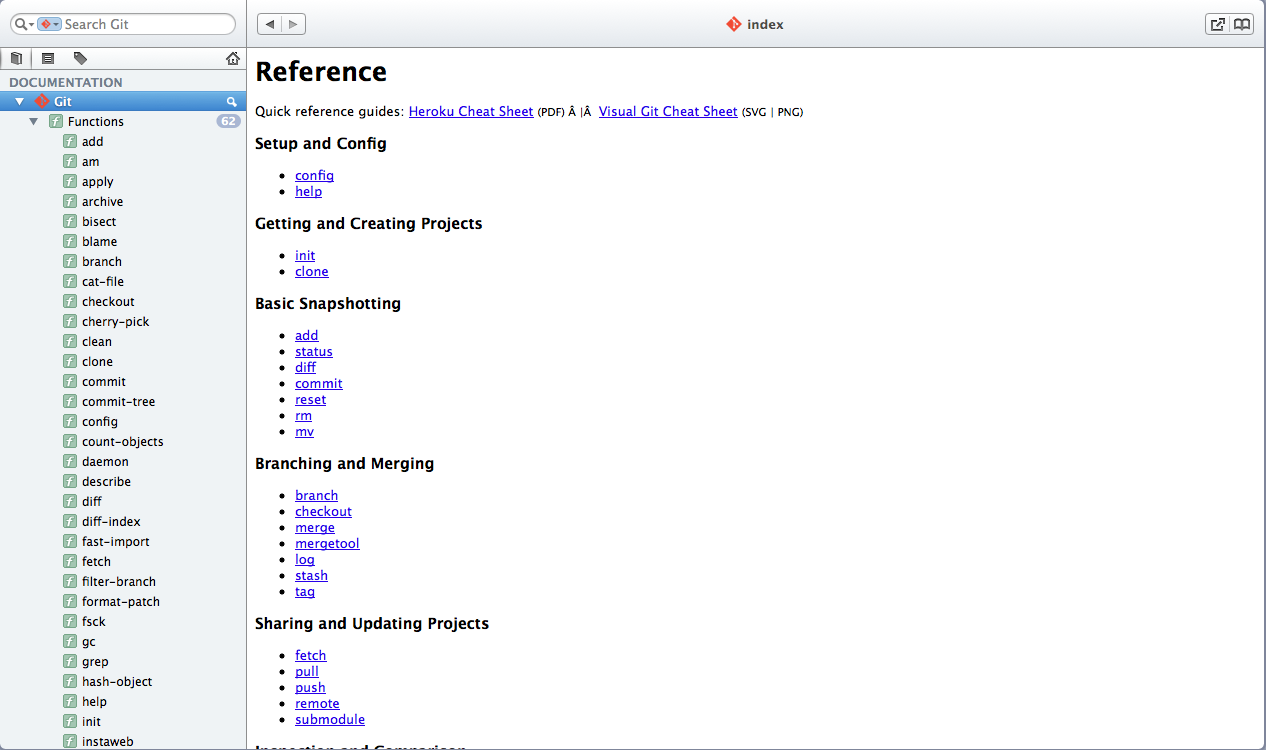 Search Git
index
DOCUMENTATION
Git
Functions 62
add
am
apply
archive
bisect
blame
branch
cat-file
checkout
cherry-pick
clean
clone
commit
commit-tree
config
count-objects
daemon
describe
diff
diff-index
fast-import
fetch
filter-branch
format-patch
fsck
gc
grep
hash-object
help
init
instaweb
Reference
Quick reference guides: Heroku Cheat Sheet (PDF) Â |Â Visual Git Cheat Sheet (SVG | PNG)
Setup and Config
config
help
Getting and Creating Projects
init
clone
Basic Snapshotting
add
status
diff
commit
reset
rm
mv
Branching and Merging
branch
checkout
merge
mergetool
log
stash
tag
Sharing and Updating Projects
fetch
pull
push
remote
submodule
Inspection and Comparison